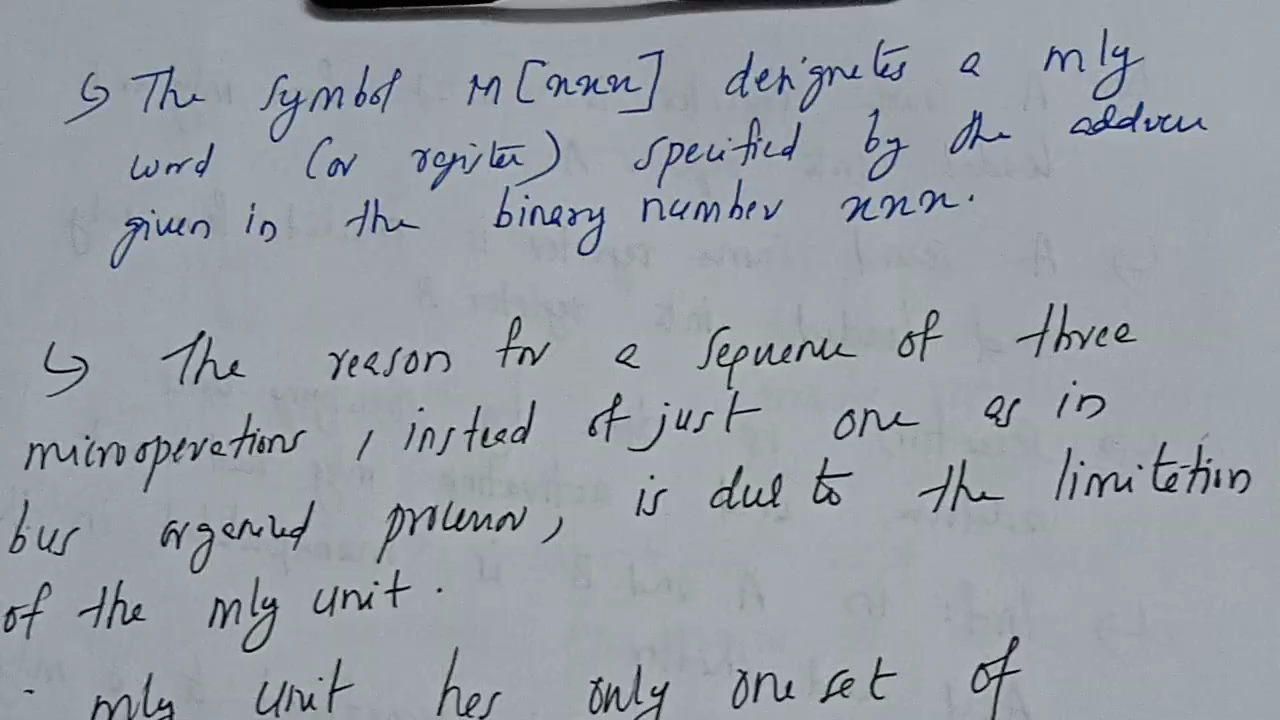 ↳ The symbol M[xxx] designates a mly
word (or register) specified by the address
given in the binary number xxx.
↳ The reason for a sequence of three
microoperations, instead of just one as in
bus organized processor, is due to the limitation
of the mly unit.
mly unit has only one set of